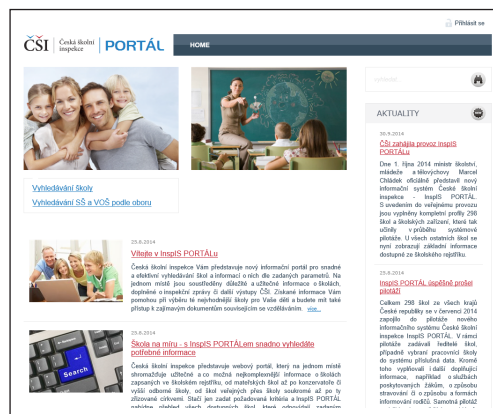 Přihlásit se
ČŠI Česká školní
inspekce PORTÁL
HOME
Vyhledávání školy
Vyhledávání SŠ a VOŠ podle oboru
25.8.2014
Vítejte v InspIS PORTÁLu
Česká školní inspekce Vám představuje nový informační portál pro snadné
a efektivní vyhledávání škol a informací o nich dle zadaných parametrů. Na
jednom místě jsou soustředěny důležité a užitečné informace o školách,
doplněné o inspekční zprávy či další výstupy ČŠI. Získané informace Vám
pomohou při výběru té nejvhodnější školy pro Vaše děti a budete mít také
přístup k zajímavým dokumentům souvisejícím se vzděláváním. více...
25.8.2014
Škola na míru - s InspIS PORTÁLem snadno vyhledáte
potřebné informace
Česká školní inspekce představuje webový portál, který na jednom místě
shromažďuje užitečné a co možná nejkomplexnější informace o školách
zapsaných ve školském rejstříku, od mateřských škol až po konzervatoře či
vyšší odborné školy, od škol veřejných přes školy soukromé až po ty
zřizované církvemi. Stačí jen zadat požadovaná kritéria a InspIS PORTÁL
nabídne přehled všech dostupných škol, které odpovídají zadaným
Search
AKTUALITY
30.9.2014
ČŠI zahájila provoz InspIS
PORTÁLu
Dne 1. října 2014 ministr školství,
mládeže a tělovýchovy Marcel
Chládek oficiálně představil nový
informační systém České školní
inspekce - InspIS PORTÁL.
S uvedením do veřejného provozu
jsou vyplněny kompletní profily 298
škol a školských zařízení, které tak
učinily v průběhu systémové
pilotáže. U všech ostatních škol se
nyní zobrazují základní informace
dostupné ze školského rejstříku.
25.8.2014
InspIS PORTÁL úspěšně prošel
pilotáží
Celkem 298 škol ze všech krajů
České republiky se v červenci 2014
zapojilo do pilotáže nového
informačního systému České školní
inspekce InspIS PORTÁL. V rámci
pilotáže zadávali ředitelé škol,
případně vybraní pracovníci školy
do systému příslušná data. Kromě
toho vyplňovali i další doplňující
informace, například o službách
poskytovaných žákům, o způsobu
stravování či o způsobu a formách
informování rodičů. Samotná pilotáž